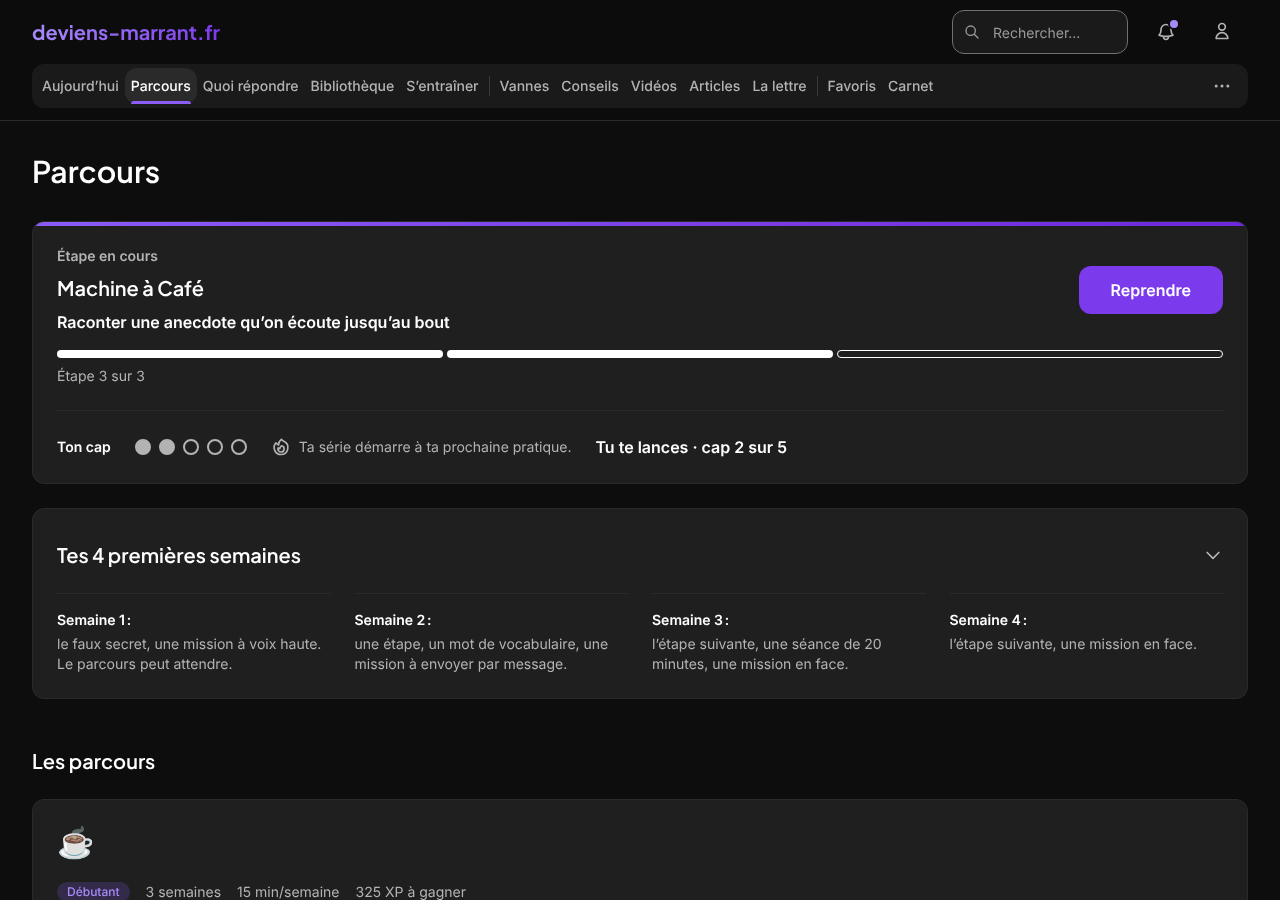 deviens-marrant.fr
Rechercher...
Aujourd’hui Parcours Quoi répondre Bibliothèque S’entraîner Vannes Conseils Vidéos Articles La lettre Favoris Carnet
Parcours
Étape en cours
Machine à Café
Reprendre
Raconter une anecdote qu’on écoute jusqu’au bout
Étape 3 sur 3
Ton cap Ta série démarre à ta prochaine pratique. Tu te lances · cap 2 sur 5
Tes 4 premières semaines
Semaine 1 :
le faux secret, une mission à voix haute.
Le parcours peut attendre.
Semaine 2 :
une étape, un mot de vocabulaire, une
mission à envoyer par message.
Semaine 3 :
l’étape suivante, une séance de 20
minutes, une mission en face.
Semaine 4 :
l’étape suivante, une mission en face.
Les parcours
Débutant 3 semaines 15 min/semaine 325 XP à gagner